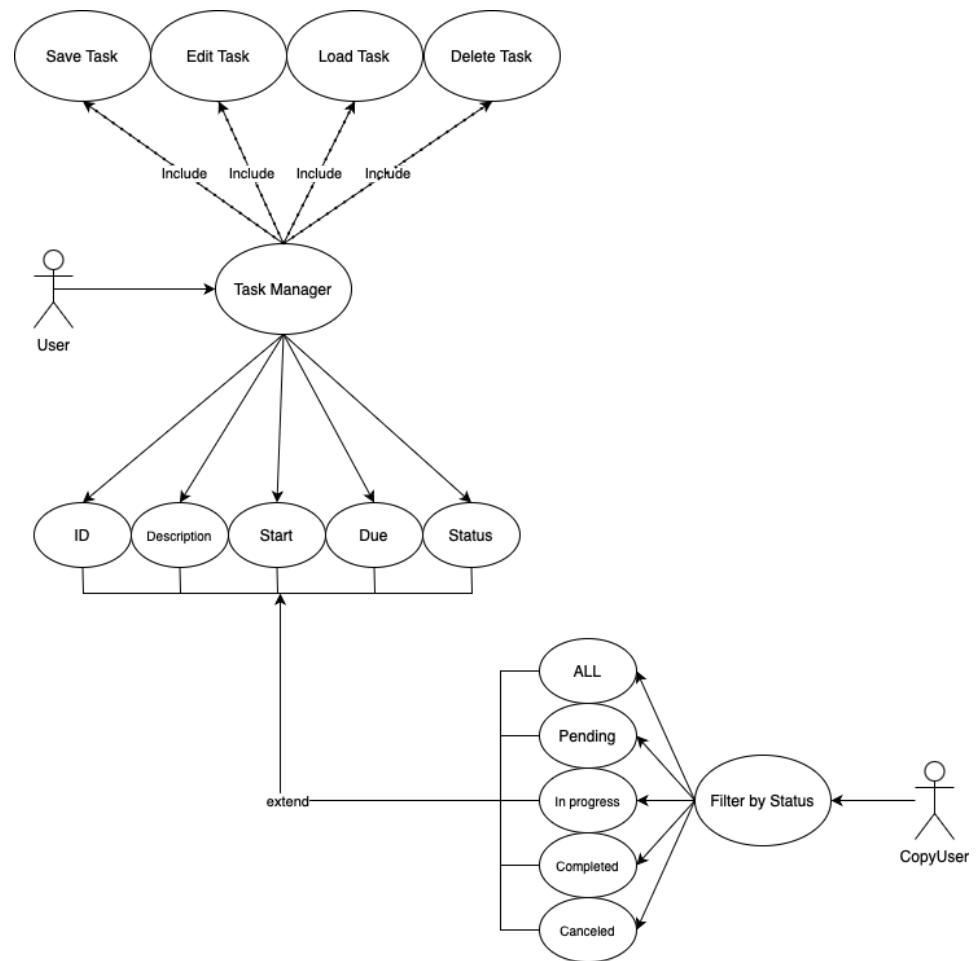 Save Task
Edit Task
Load Task
Delete Task
Include
Include
Include
Include
Task Manager
User
ID
Description
Start
Due
Status
ALL
Pending
extend
In progress
Filter by Status
CopyUser
Completed
Canceled